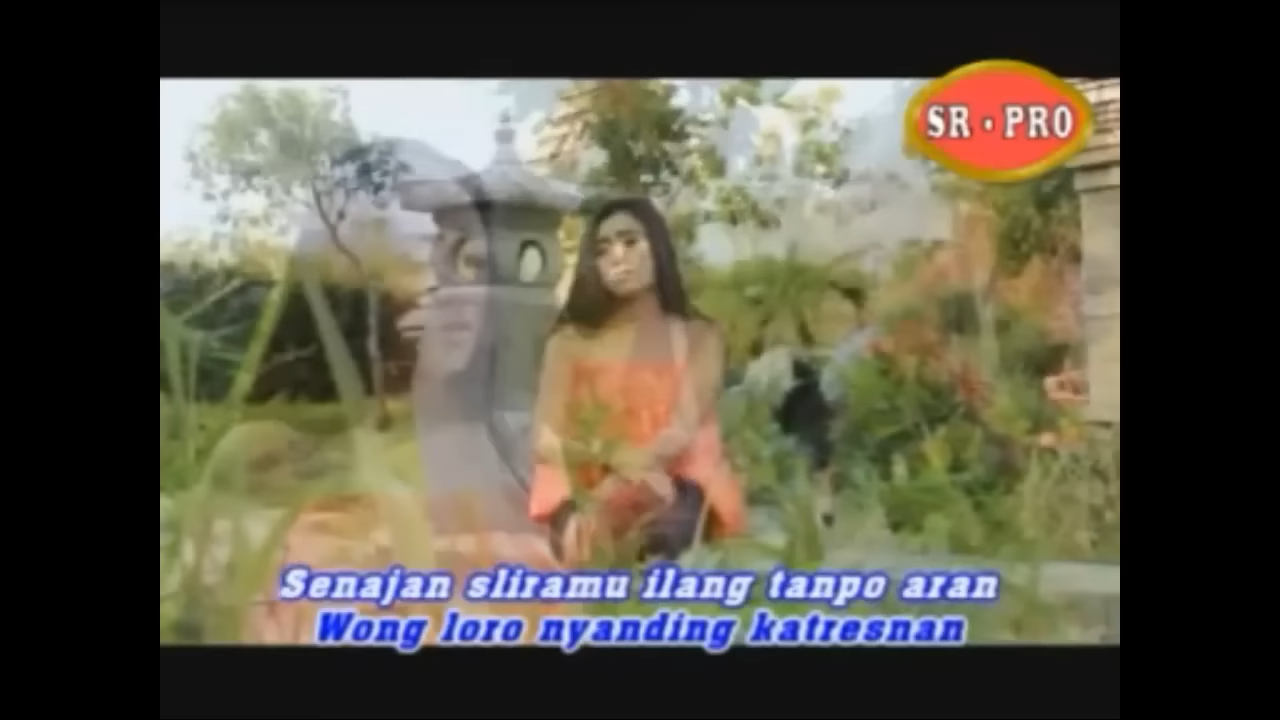 SR • PRO
Senajan sliramu ilang tanpo aran
Wong loro nyanding katresnan